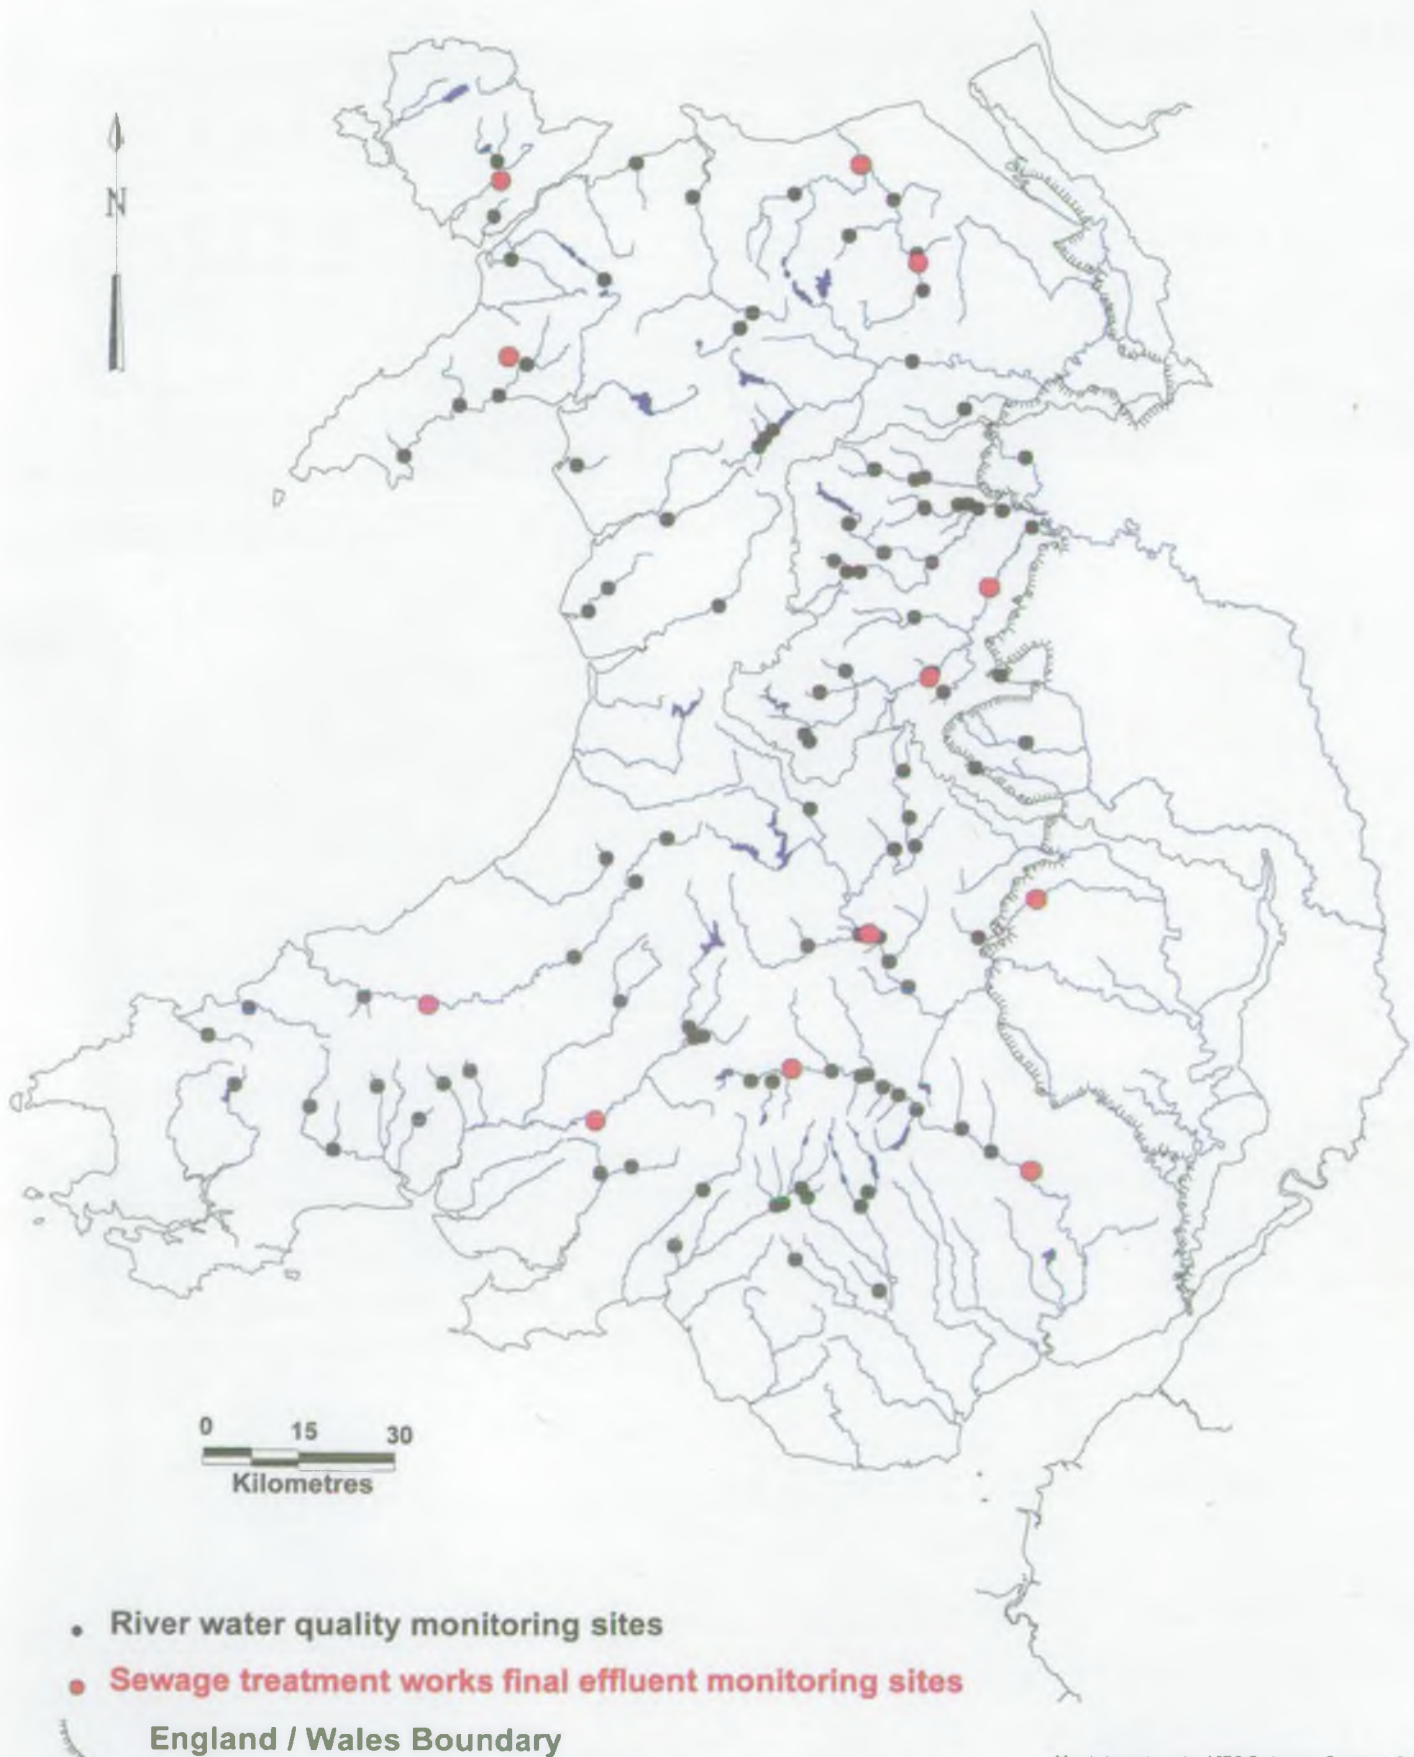 N
0 15 30
Kilometres
River water quality monitoring sites
Sewage treatment works final effluent monitoring sites
England / Wales Boundary